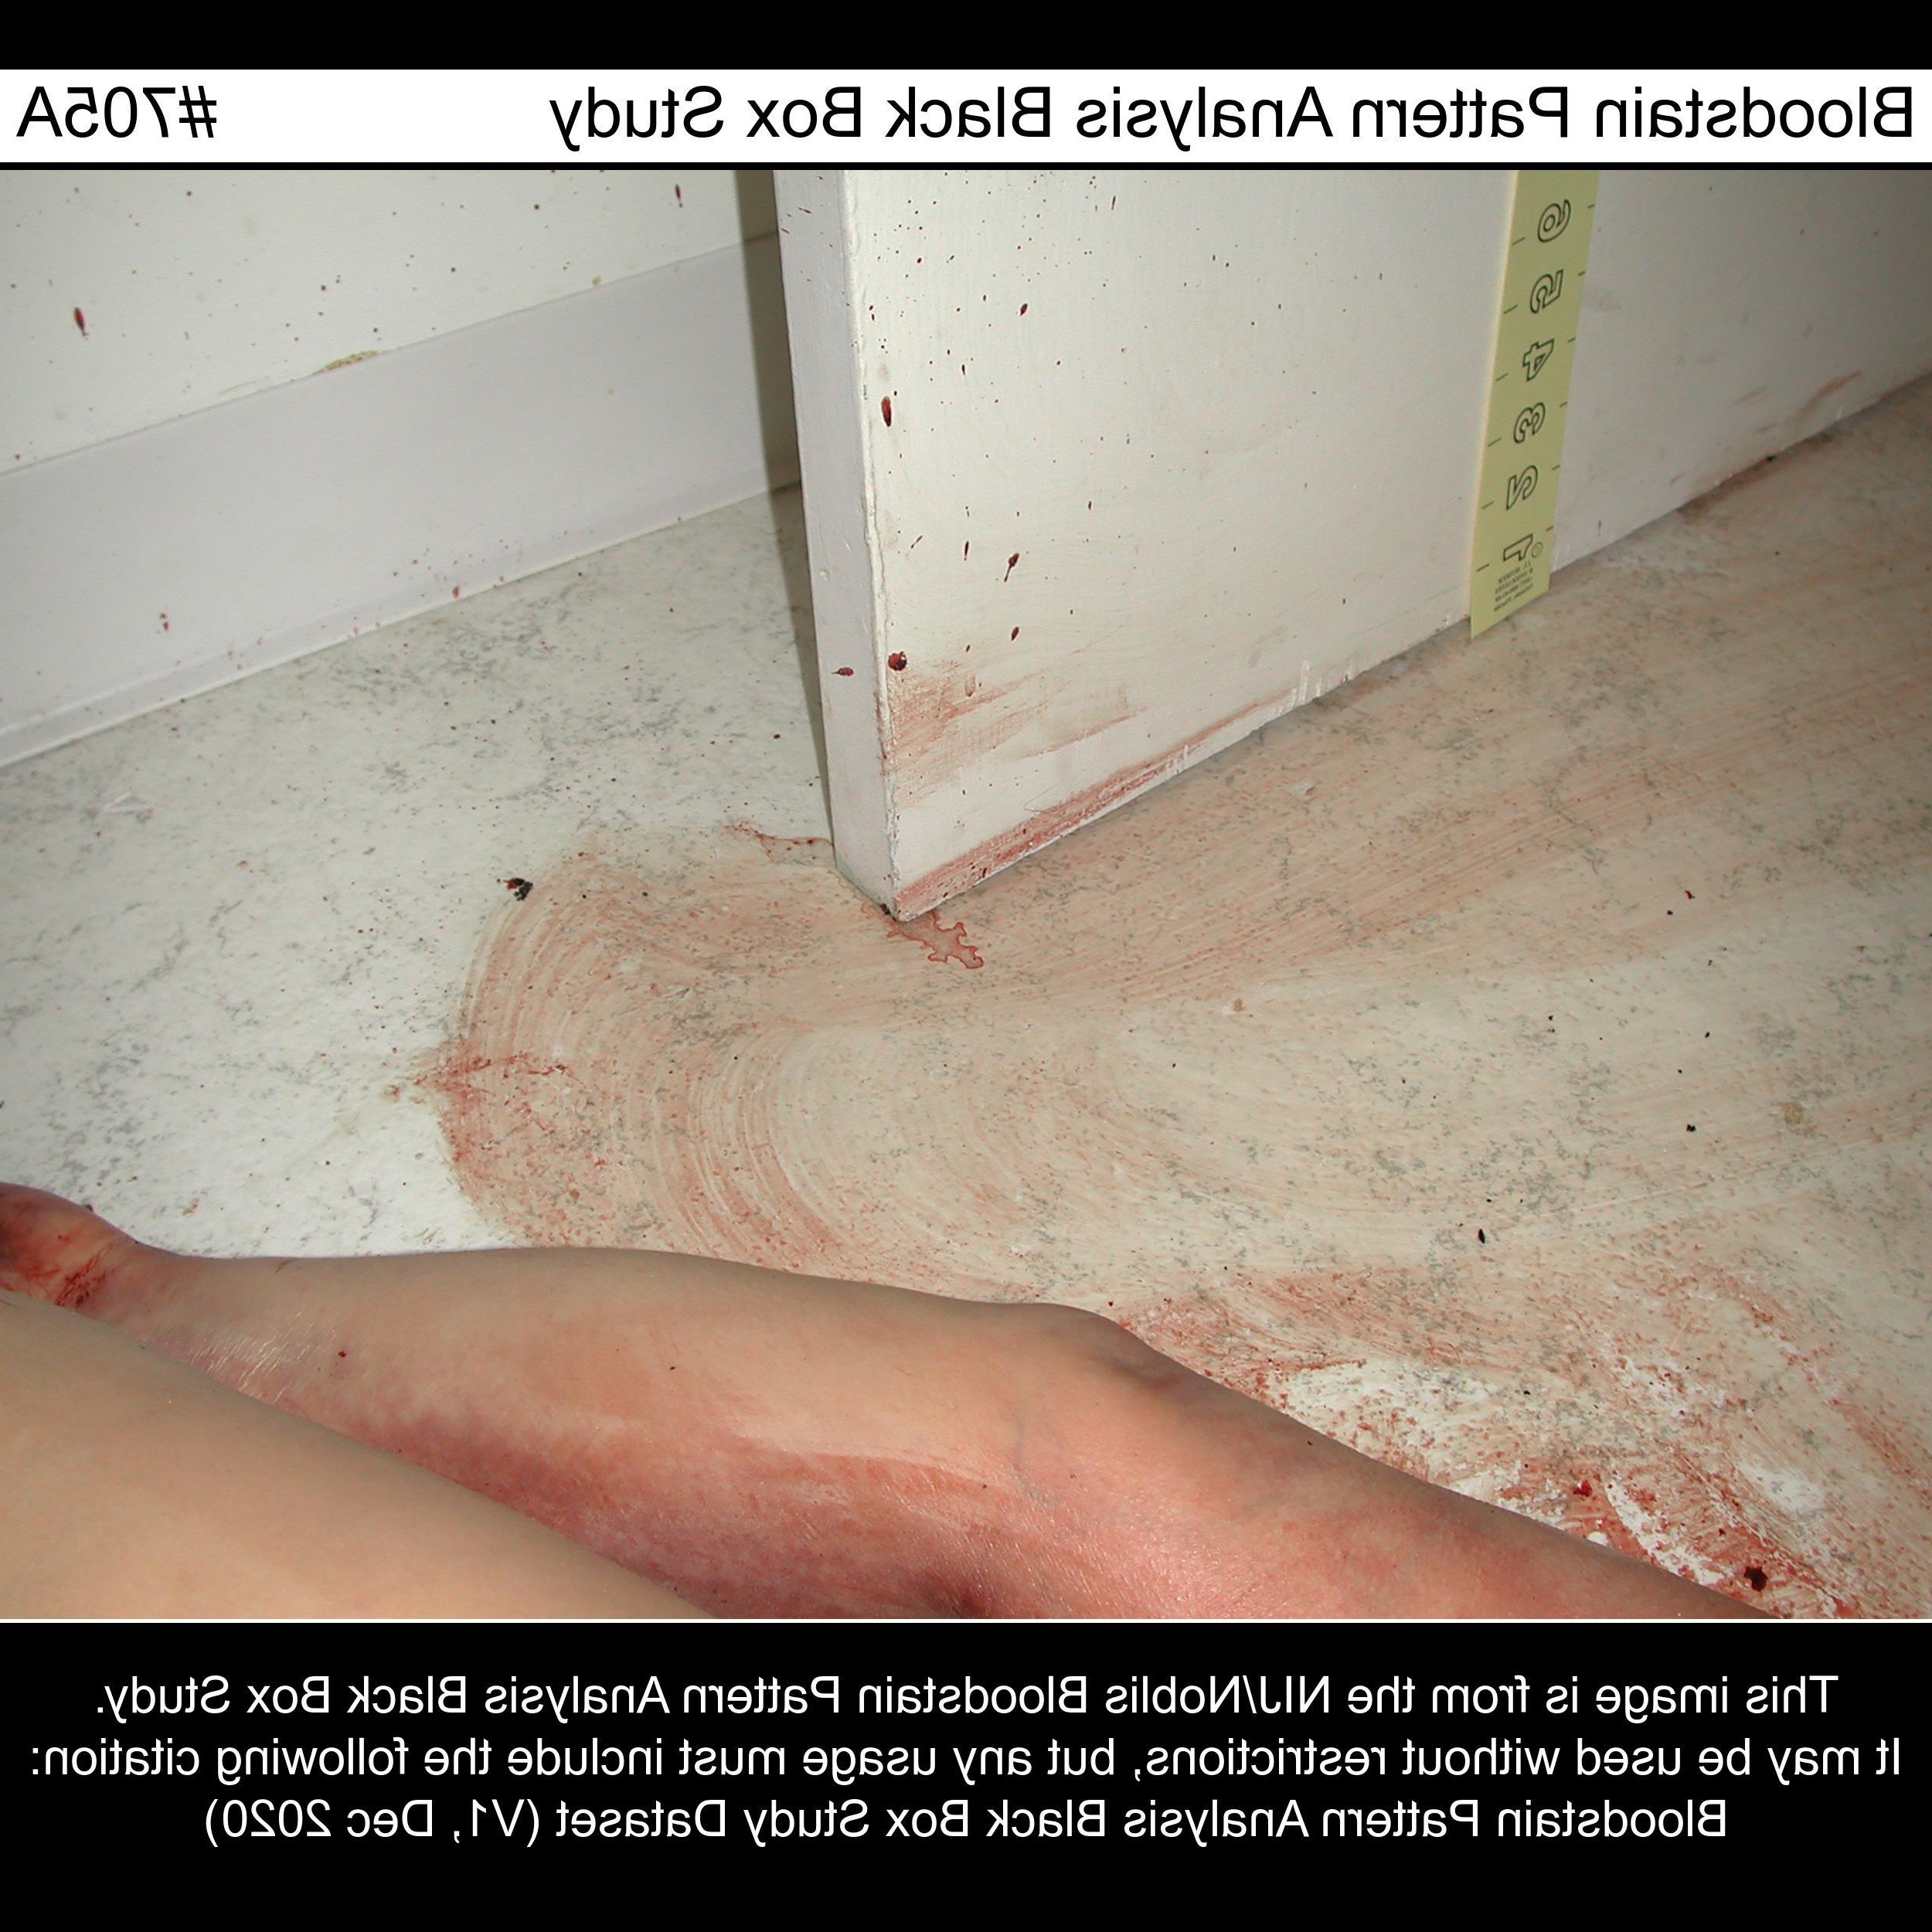 Bloodstain Pattern Analysis Black Box Study #705A
6
5
4
3
2
1
This image is from the NIJ/Noblis Bloodstain Pattern Analysis Black Box Study.
It may be used without restrictions, but any usage must include the following citation:
Bloodstain Pattern Analysis Black Box Study Dataset (V1, Dec 2020)